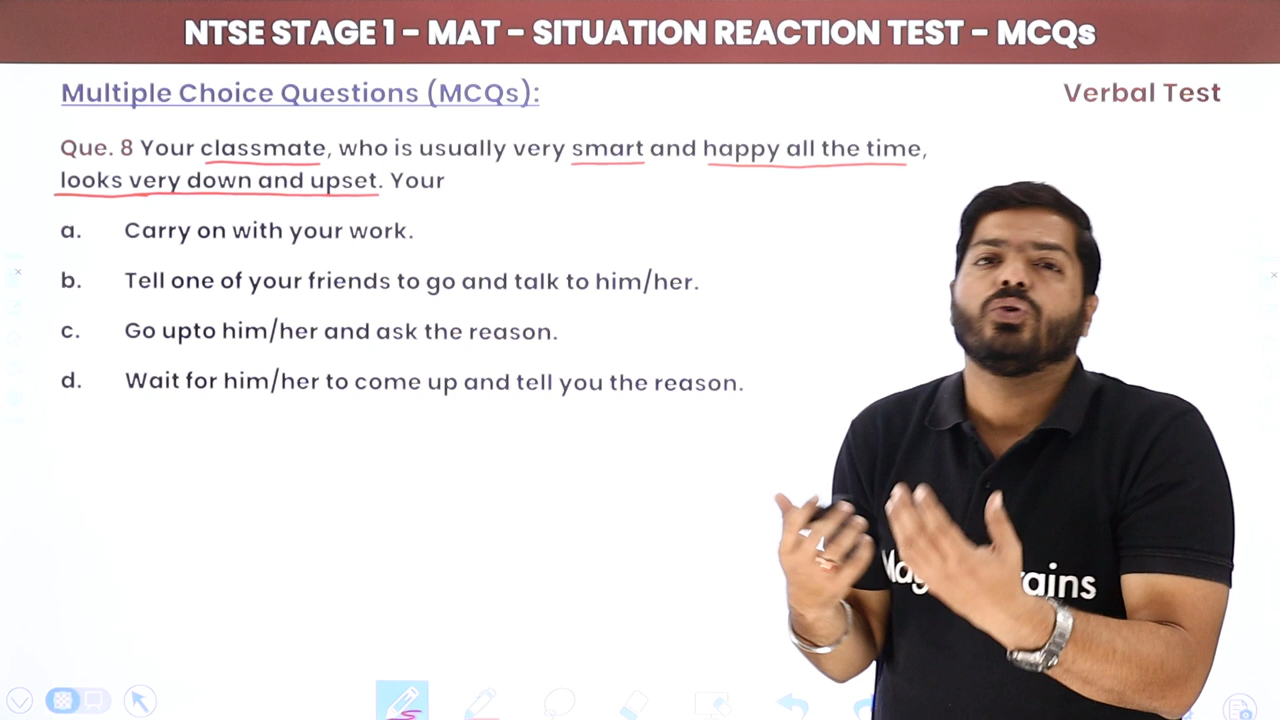 NTSE STAGE 1 – MAT – SITUATION REACTION TEST – MCQs
Multiple Choice Questions (MCQs):
Verbal Test
Que. 8 Your classmate, who is usually very smart and happy all the time,
looks very down and upset. Your
a. Carry on with your work.
b. Tell one of your friends to go and talk to him/her.
c. Go upto him/her and ask the reason.
d. Wait for him/her to come up and tell you the reason.